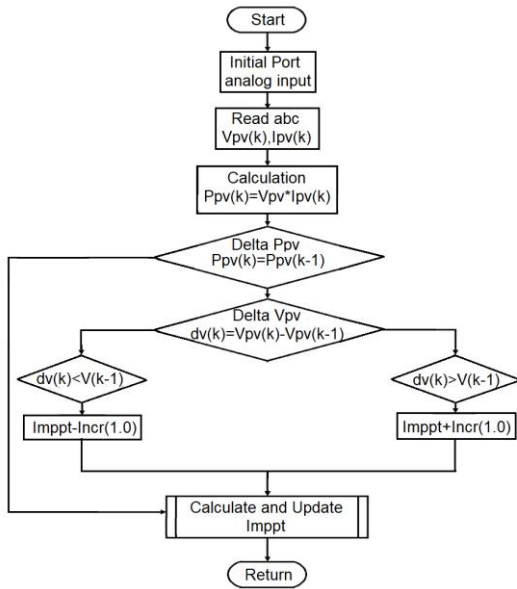 Start
Initial Port
analog input
Read abc
Vpv(k),Ipv(k)
Calculation
Ppv(k)=Vpv*Ipv(k)
Delta Ppv
Ppv(k)=Ppv(k-1)
Delta Vpv
dv(k)=Vpv(k)-Vpv(k-1)
dv(k)<V(k-1)
dv(k)>V(k-1)
Imppt-Incr(1.0)
Imppt+Incr(1.0)
Calculate and Update
Imppt
Return